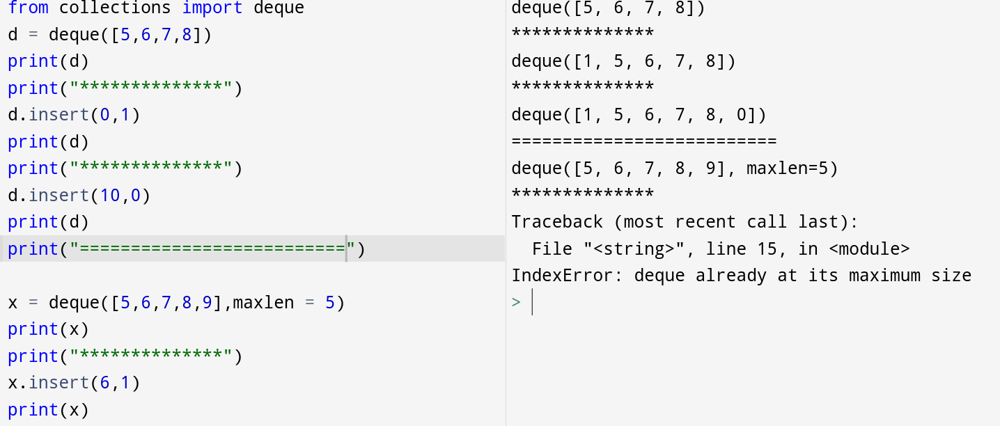 from collections import deque
d = deque([5,6,7,8])
print(d)
print("**************")
d.insert(0,1)
print(d)
print("**************")
d.insert(10,0)
print(d)
print("==========================")
x = deque([5,6,7,8,9],maxlen = 5)
print(x)
print("**************")
x.insert(6,1)
print(x)
deque([5, 6, 7, 8])
**************
deque([1, 5, 6, 7, 8])
**************
deque([1, 5, 6, 7, 8, 0])
==========================
deque([5, 6, 7, 8, 9], maxlen=5)
**************
Traceback (most recent call last):
  File "<string>", line 15, in <module>
IndexError: deque already at its maximum size
>